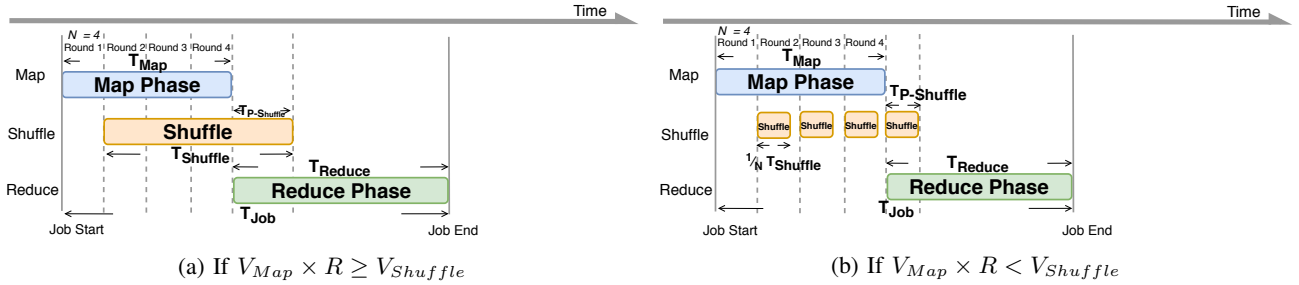 Time
N = 4
Round 1 Round 2 Round 3 Round 4
T_Map
Map
Map Phase
T_P-Shuffle
Shuffle
Shuffle
T_Shuffle
T_Reduce
Reduce
Reduce Phase
T_Job
Job Start
Job End
(a) If V_Map × R ≥ V_Shuffle
Time
N = 4
Round 1 Round 2 Round 3 Round 4
T_Map
Map
Map Phase
T_P-Shuffle
Shuffle
Shuffle Shuffle Shuffle Shuffle
1/N T_Shuffle
T_Reduce
Reduce
Reduce Phase
T_Job
Job Start
Job End
(b) If V_Map × R < V_Shuffle